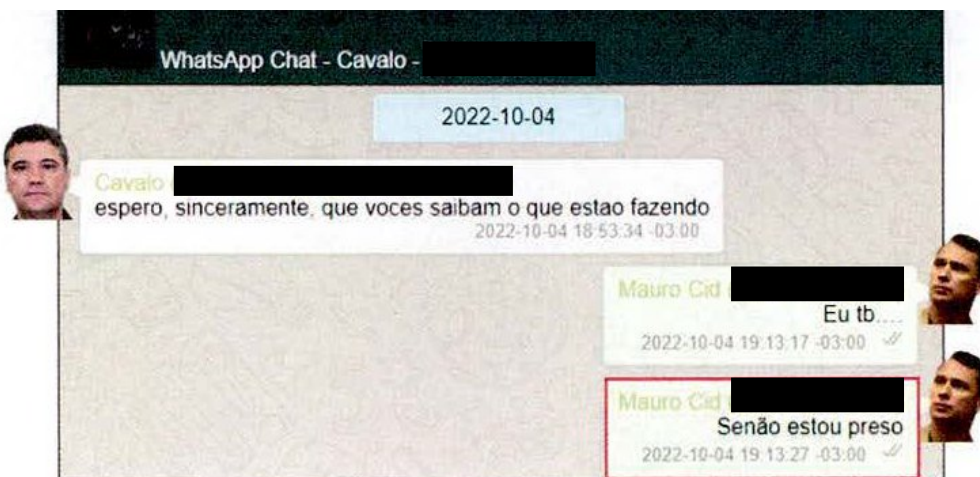 WhatsApp Chat - Cavalo -
2022-10-04
Cavalo
espero, sinceramente, que voces saibam o que estao fazendo
2022-10-04 18:53:34 -03:00
Mauro Cid
Eu tb.....
2022-10-04 19:13:17 -03:00
Mauro Cid
Senão estou preso
2022-10-04 19:13:27 -03:00